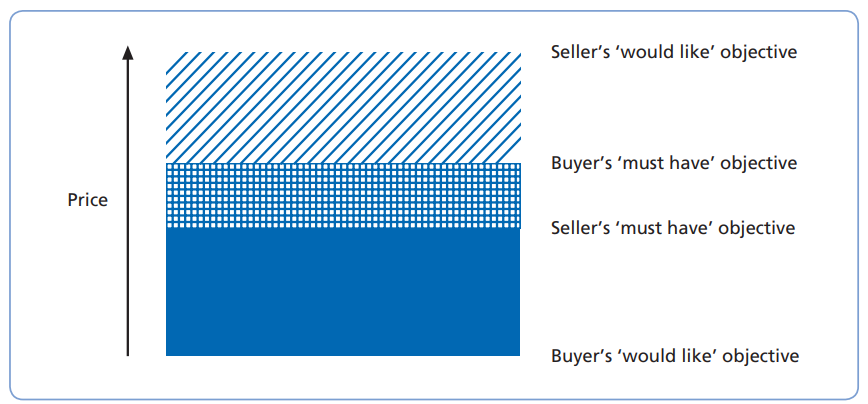 Seller’s ‘would like’ objective
Buyer’s ‘must have’ objective
Price
Seller’s ‘must have’ objective
Buyer’s ‘would like’ objective